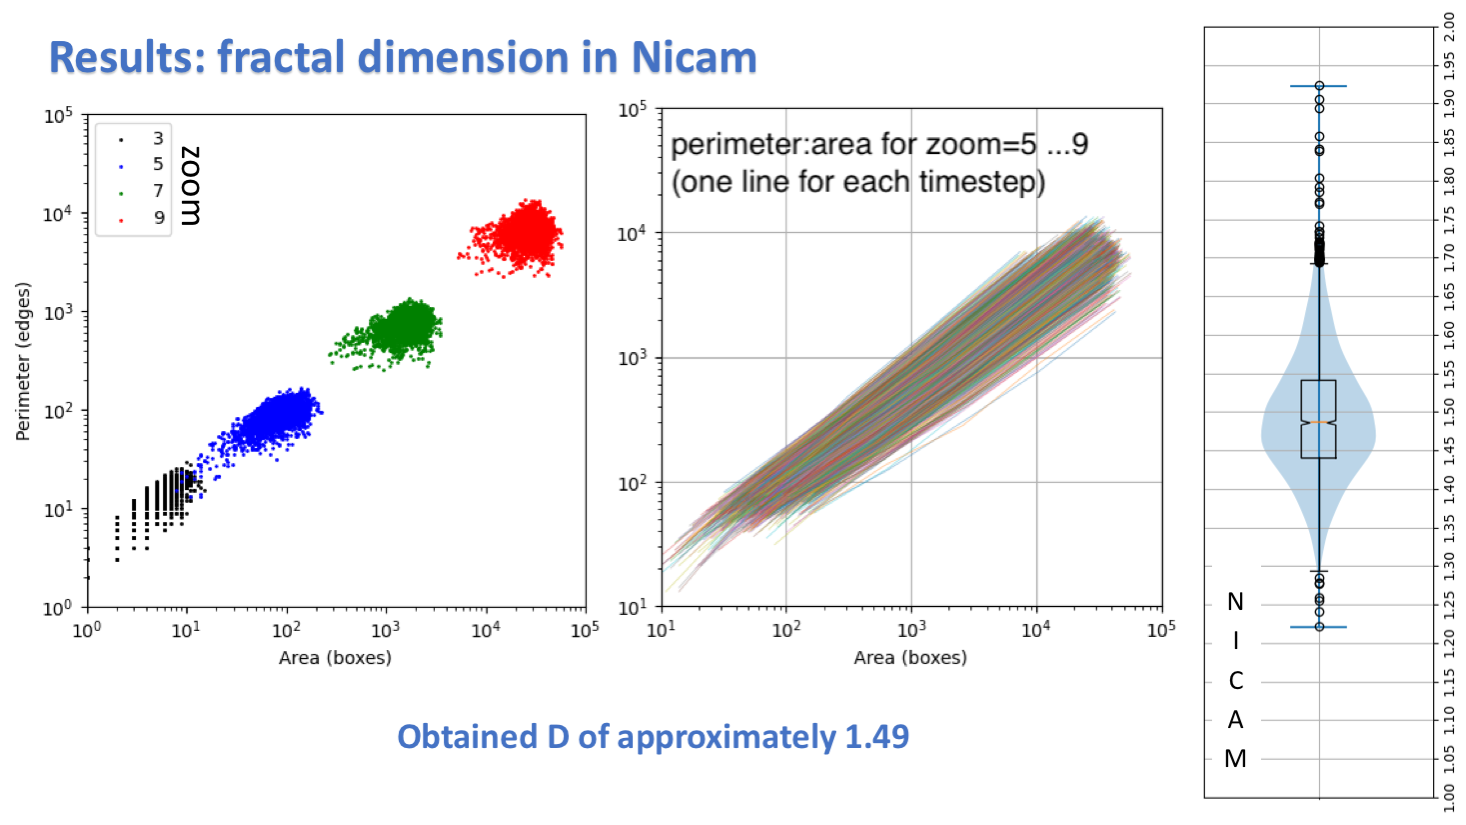 Results: fractal dimension in Nicam
10⁵
10⁴
10³
10²
10¹
10⁰
Perimeter (edges)
3
5
7
9
zoom
10⁰ 10¹ 10² 10³ 10⁴ 10⁵
Area (boxes)
10⁵
10⁴
10³
10²
10¹
perimeter:area for zoom=5 ...9
(one line for each timestep)
10¹ 10² 10³ 10⁴ 10⁵
Area (boxes)
2.00
1.95
1.90
1.85
1.80
1.75
1.70
1.65
1.60
1.55
1.50
1.45
1.40
1.35
1.30
1.25
1.20
1.15
1.10
1.05
1.00
N
I
C
A
M
Obtained D of approximately 1.49